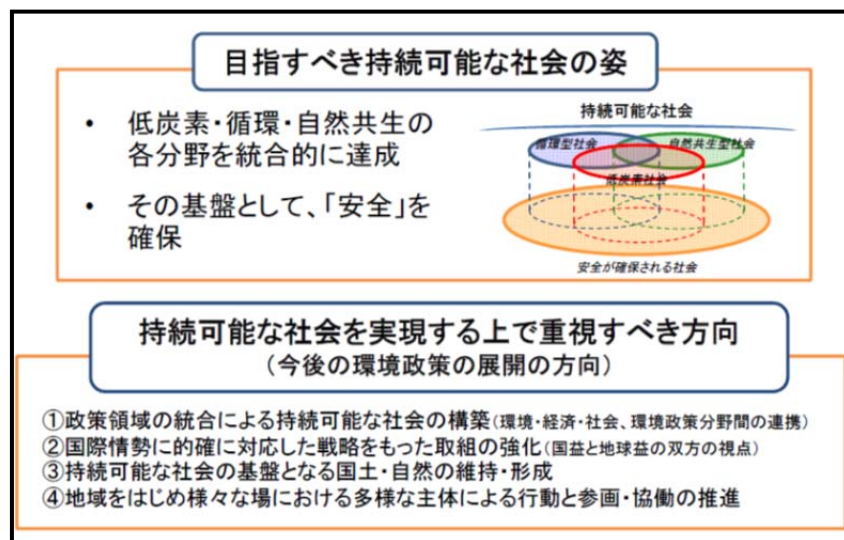 目指すべき持続可能な社会の姿
• 低炭素・循環・自然共生の
各分野を統合的に達成
• その基盤として、「安全」を
確保
持続可能な社会
循環型社会
自然共生型社会
低炭素社会
安全が確保される社会
持続可能な社会を実現する上で重視すべき方向
(今後の環境政策の展開の方向)
①政策領域の統合による持続可能な社会の構築(環境・経済・社会、環境政策分野間の連携)
②国際情勢に的確に対応した戦略をもった取組の強化(国益と地球益の双方の視点)
③持続可能な社会の基盤となる国土・自然の維持・形成
④地域をはじめ様々な場における多様な主体による行動と参画・協働の推進